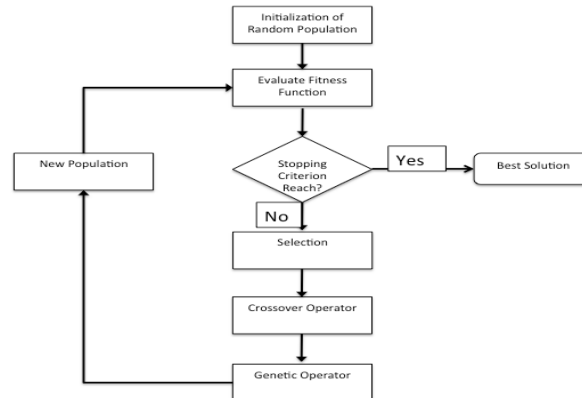 Initialization of
Random Population
Evaluate Fitness
Function
New Population
Stopping
Criterion
Reach?
Yes
Best Solution
No
Selection
Crossover Operator
Genetic Operator